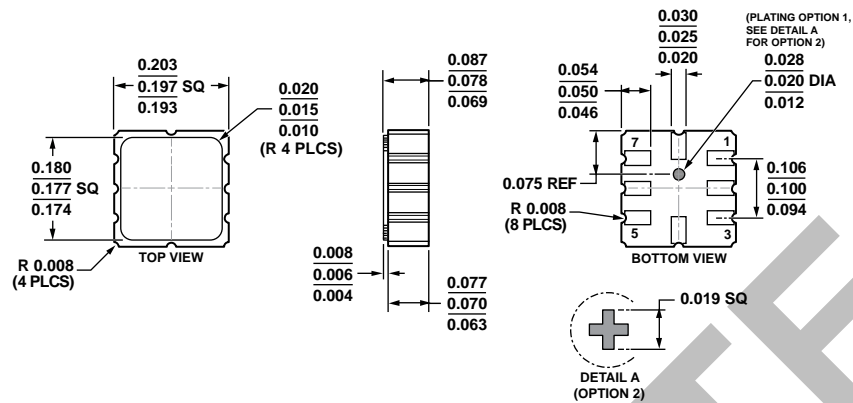 0.203
0.197 SQ
0.193
0.020
0.015
0.010
(R 4 PLCS)
0.180
0.177 SQ
0.174
R 0.008
(4 PLCS)
TOP VIEW
0.087
0.078
0.069
0.008
0.006
0.004
0.077
0.070
0.063
0.030
0.025
0.020
(PLATING OPTION 1,
SEE DETAIL A
FOR OPTION 2)
0.054
0.050
0.046
0.028
0.020 DIA
0.012
7
1
0.075 REF
0.106
0.100
0.094
R 0.008
(8 PLCS)
5
3
BOTTOM VIEW
0.019 SQ
DETAIL A
(OPTION 2)